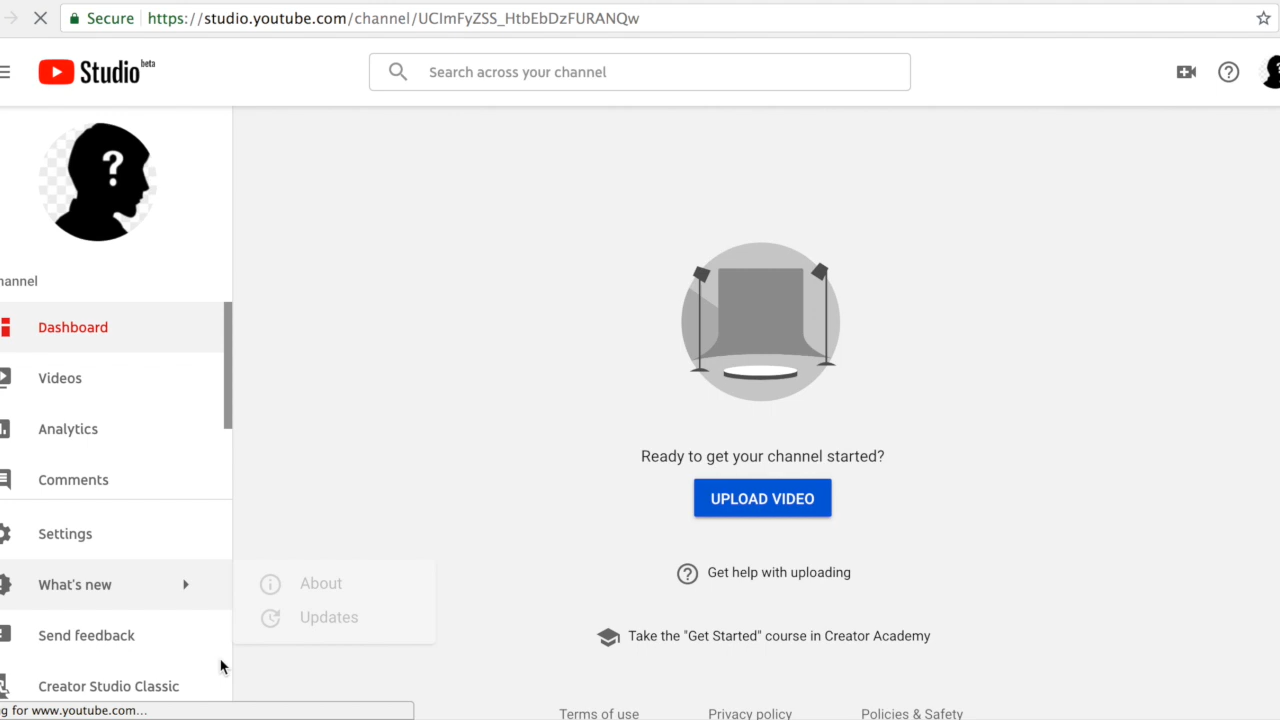 Secure https://studio.youtube.com/channel/UCImFyZSS_HtbEbDzFURANQw
Studio beta
Search across your channel
?
hannel
Dashboard
Videos
Analytics
Comments
Settings
What's new
About
Updates
Send feedback
Creator Studio Classic
g for www.youtube.com...
Ready to get your channel started?
UPLOAD VIDEO
Get help with uploading
Take the "Get Started" course in Creator Academy
Terms of use
Privacy policy
Policies & Safety